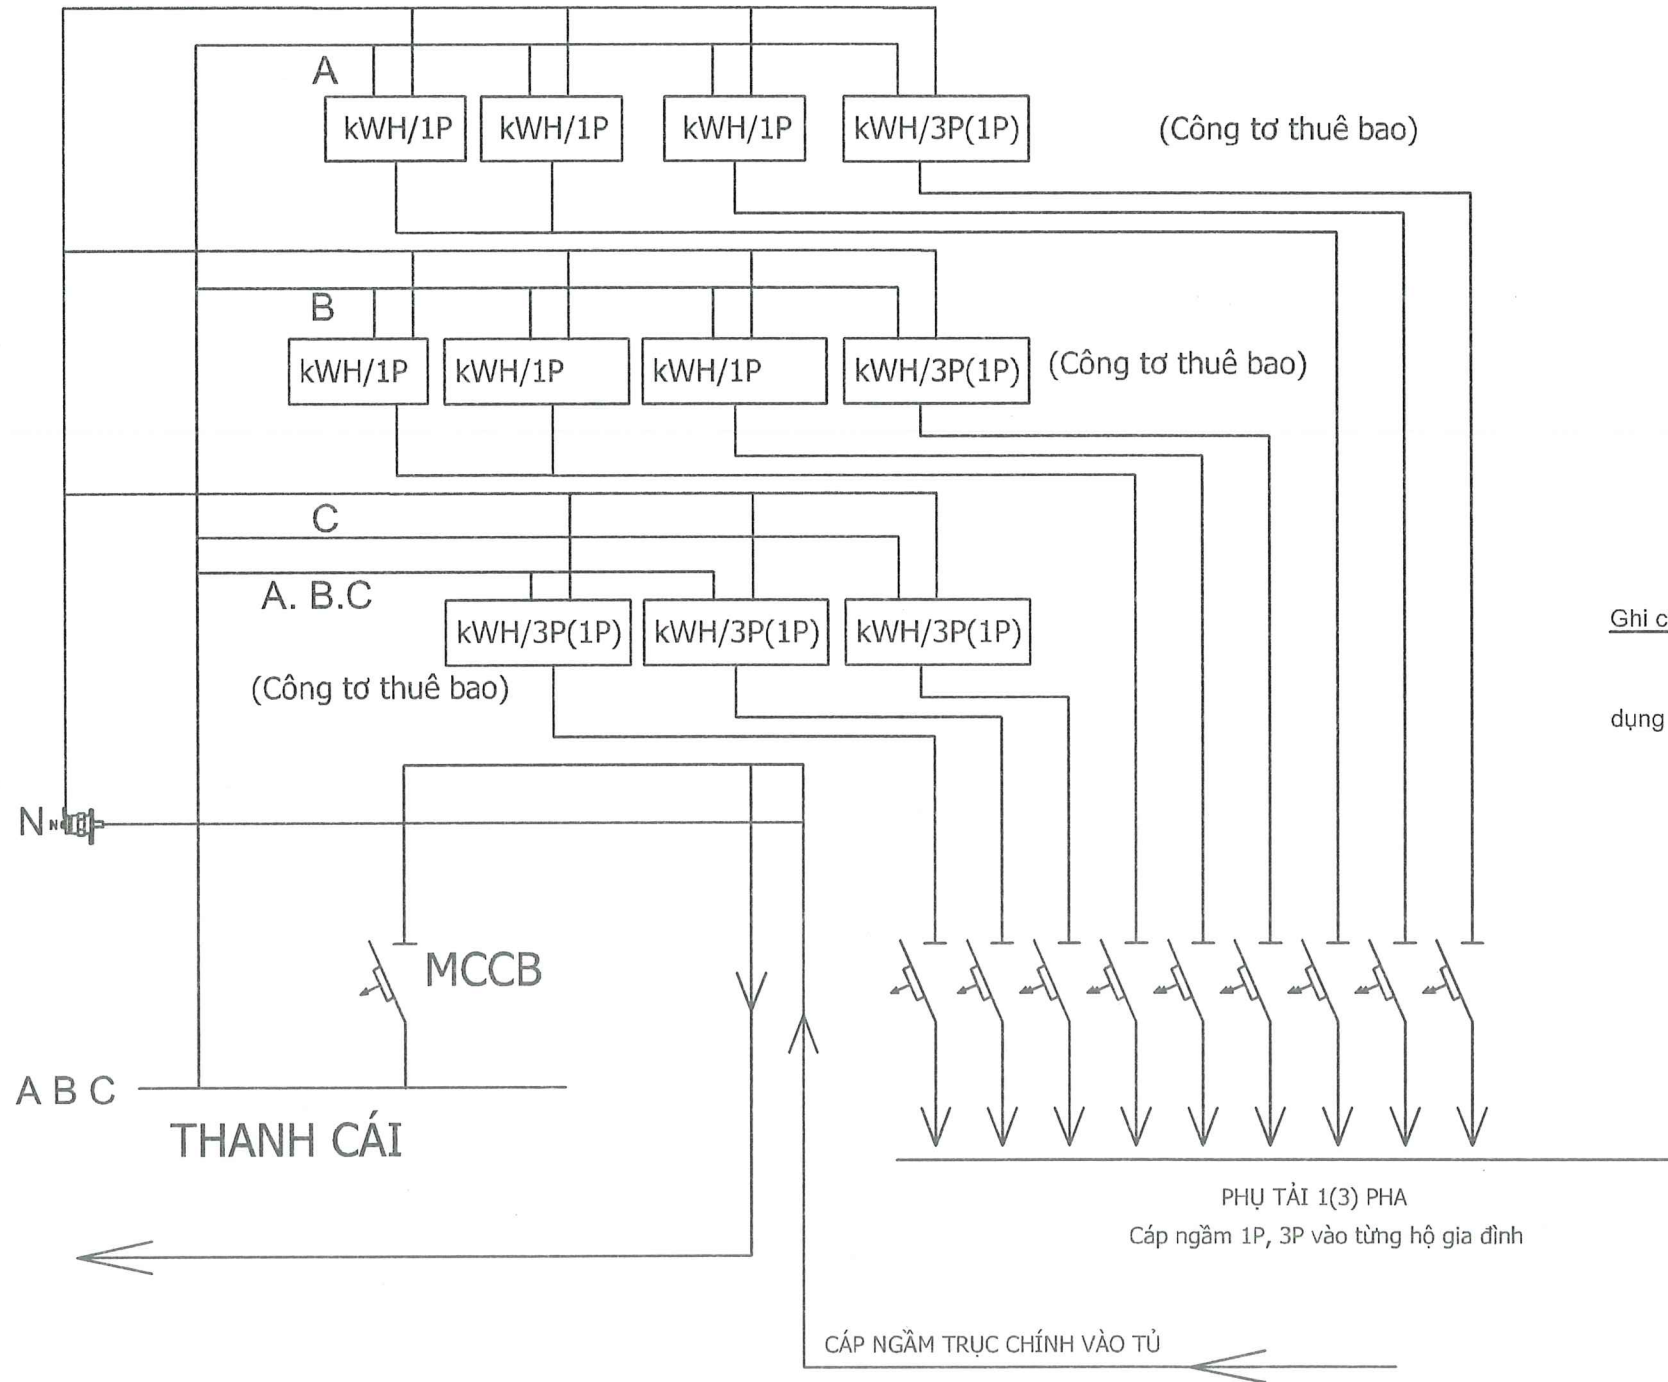 A
kWH/1P kWH/1P kWH/1P kWH/3P(1P) (Công tơ thuê bao)
B
kWH/1P kWH/1P kWH/1P kWH/3P(1P) (Công tơ thuê bao)
C
A. B.C
kWH/3P(1P) kWH/3P(1P) kWH/3P(1P)
Ghi c
(Công tơ thuê bao)
dụng
N N
MCCB
A B C
THANH CÁI
PHỤ TẢI 1(3) PHA
Cáp ngầm 1P, 3P vào từng hộ gia đình
CÁP NGẦM TRỤC CHÍNH VÀO TỦ